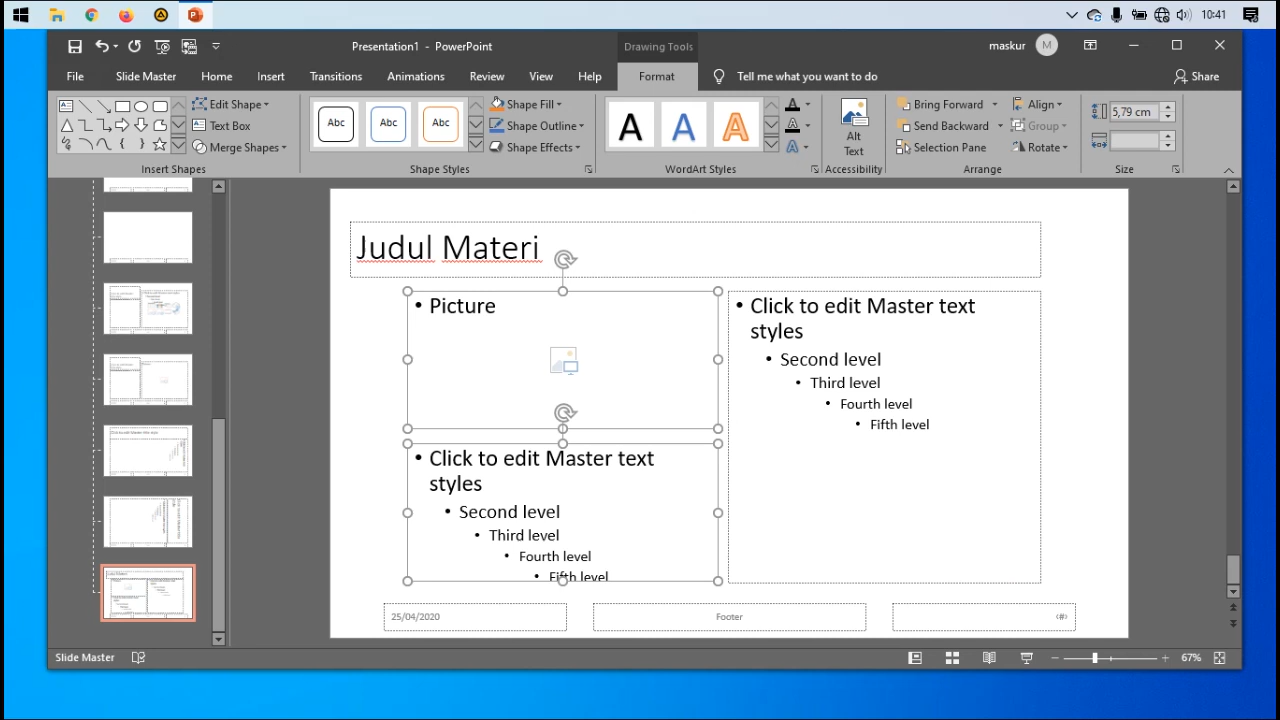 10:41
Presentation1 - PowerPoint
Drawing Tools
maskur
M
File
Slide Master
Home
Insert
Transitions
Animations
Review
View
Help
Format
Tell me what you want to do
Share
Edit Shape
Text Box
Merge Shapes
Insert Shapes
Abc
Abc
Abc
Shape Fill
Shape Outline
Shape Effects
Shape Styles
A
A
A
A
A
A
WordArt Styles
Alt
Text
Accessibility
Bring Forward
Send Backward
Selection Pane
Align
Group
Rotate
Arrange
5,79 cm
Size
Judul Materi
• Picture
• Click to edit Master text
styles
• Second level
• Third level
• Fourth level
• Fifth level
• Click to edit Master text
styles
• Second level
• Third level
• Fourth level
• Fifth level
25/04/2020
Footer
‹#›
Slide Master
67%